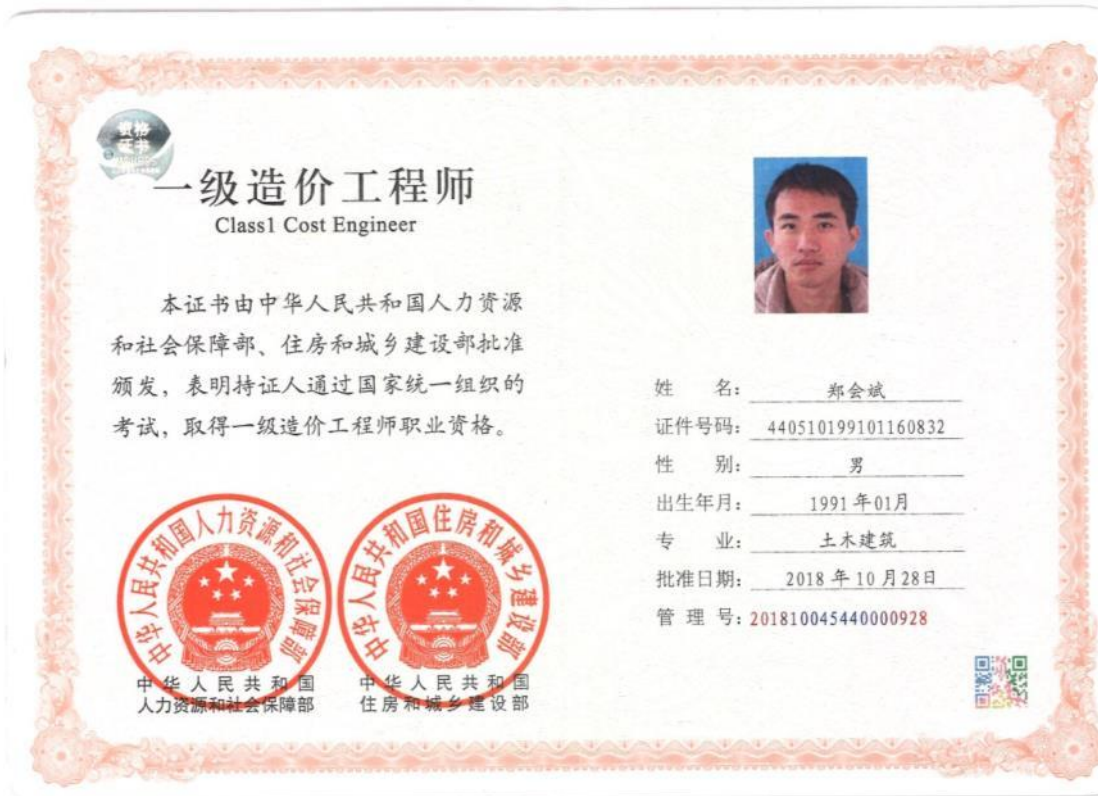 资格
证书
一级造价工程师
Class1 Cost Engineer
本证书由中华人民共和国人力资源
和社会保障部、住房和城乡建设部批准
颁发，表明持证人通过国家统一组织的
考试，取得一级造价工程师职业资格。
中华人民共和国人力资源和社会保障部
中华人民共和国
人力资源和社会保障部
中华人民共和国住房和城乡建设部
中华人民共和国
住房和城乡建设部
姓 名： 郑会斌
证件号码： 440510199101160832
性 别： 男
出生年月： 1991年01月
专 业： 土木建筑
批准日期： 2018年10月28日
管 理 号：201810045440000928